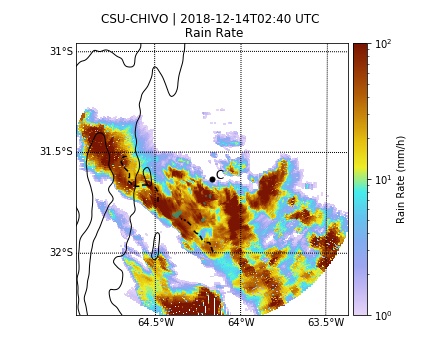 CSU-CHIVO | 2018-12-14T02:40 UTC
Rain Rate
31°S
31.5°S
32°S
C
64.5°W
64°W
63.5°W
10²
10¹
10⁰
Rain Rate (mm/h)